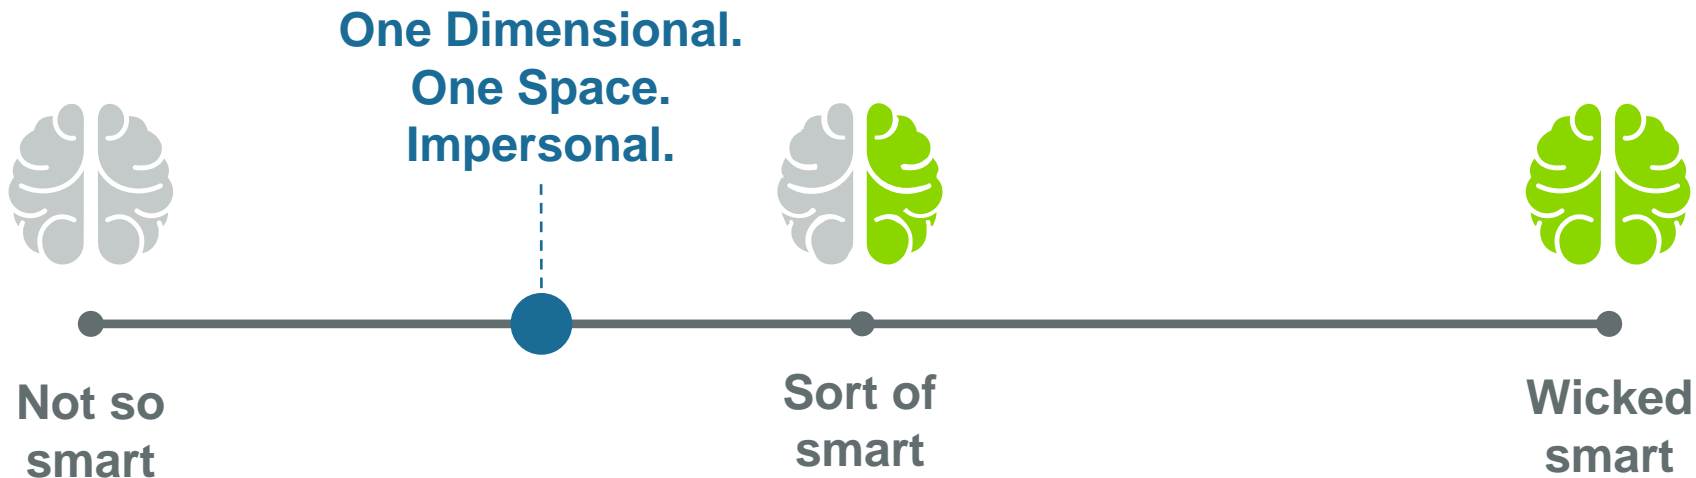 One Dimensional.
One Space.
Impersonal.
Not so
smart
Sort of
smart
Wicked
smart